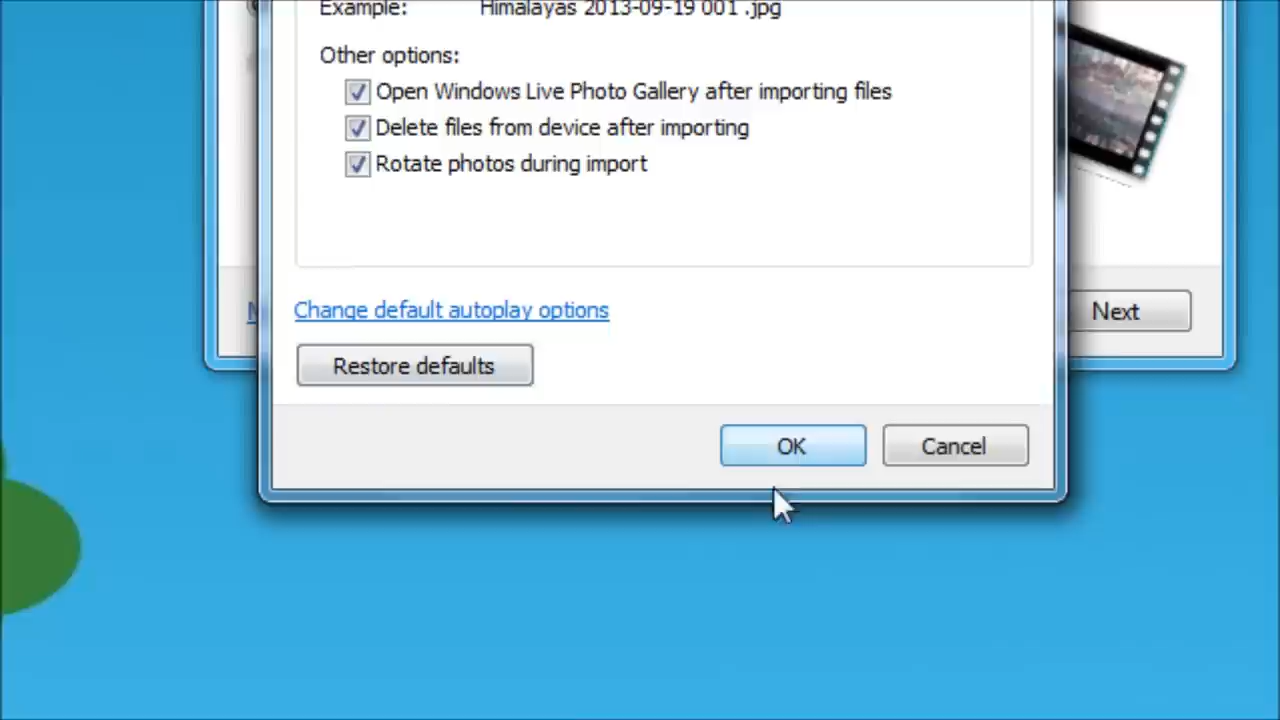 Example: Himalayas 2013-09-19 001 .jpg
Other options:
Open Windows Live Photo Gallery after importing files
Delete files from device after importing
Rotate photos during import
Change default autoplay options
Next
Restore defaults
OK Cancel